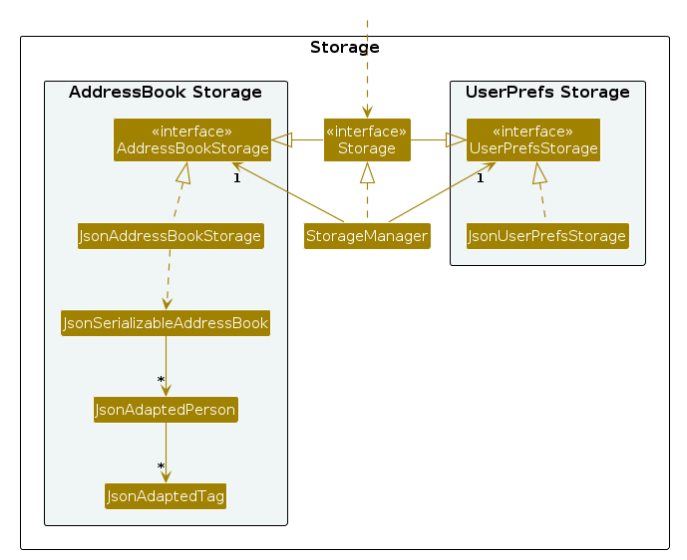 Storage
AddressBook Storage
UserPrefs Storage
«interface»
AddressBookStorage
«interface»
Storage
«interface»
UserPrefsStorage
1
1
JsonAddressBookStorage
StorageManager
JsonUserPrefsStorage
JsonSerializableAddressBook
*
JsonAdaptedPerson
*
JsonAdaptedTag